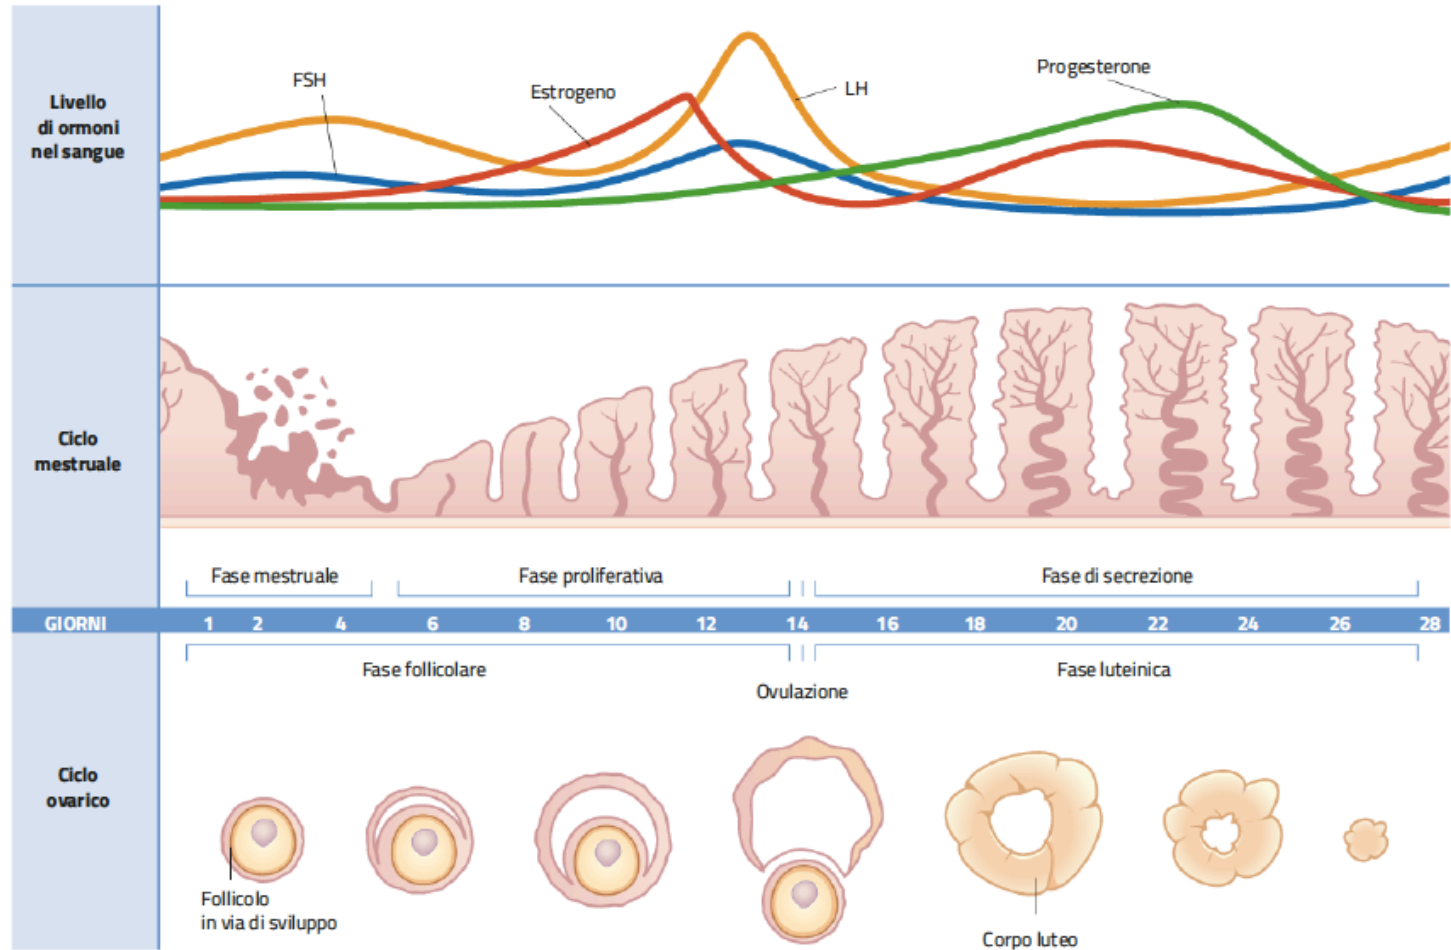 Livello
di ormoni
nel sangue
FSH
Estrogeno
LH
Progesterone
Ciclo
mestruale
Fase mestruale
Fase proliferativa
Fase di secrezione
GIORNI 1 2 4 6 8 10 12 14 16 18 20 22 24 26 28
Fase follicolare
Ovulazione
Fase luteinica
Ciclo
ovarico
Follicolo
in via di sviluppo
Corpo luteo